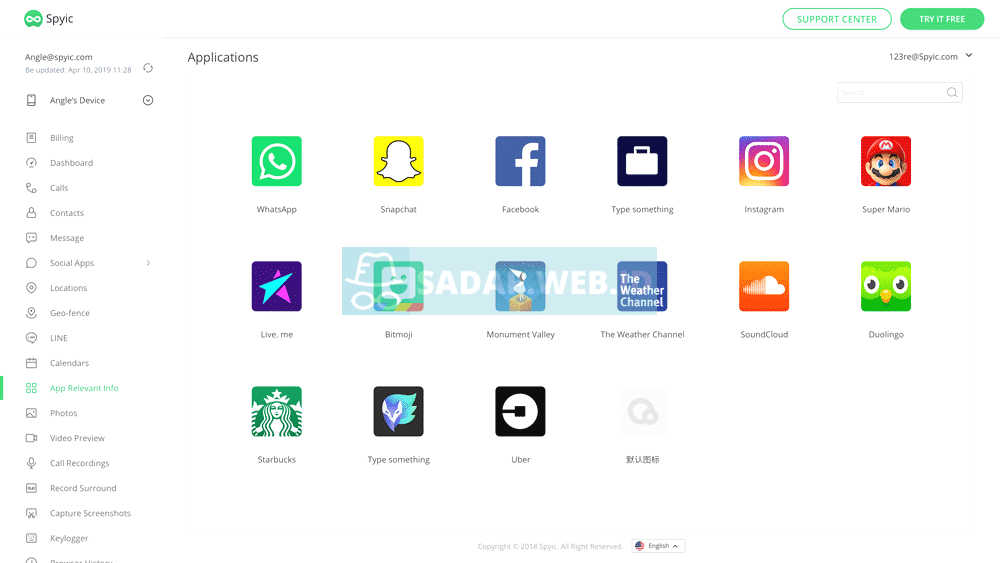 Spyic
SUPPORT CENTER
TRY IT FREE
Angle@spyic.com
Be updated: Apr 10, 2019 11:28
Applications
123re@Spyic.com
Angle's Device
Search
Billing
Dashboard
Calls
Contacts
Message
Social Apps
Locations
Geo-fence
LINE
Calendars
App Relevant Info
Photos
Video Preview
Call Recordings
Record Surround
Capture Screenshots
Keylogger
Browser History
WhatsApp
Snapchat
Facebook
Type something
Instagram
Super Mario
SADAP.WEB.ID
The
Weather
Channel
Live. me
Bitmoji
Monument Valley
The Weather Channel
SoundCloud
Duolingo
Starbucks
Type something
Uber
默认图标
Copyright © 2018 Spyic. All Right Reserved.
English